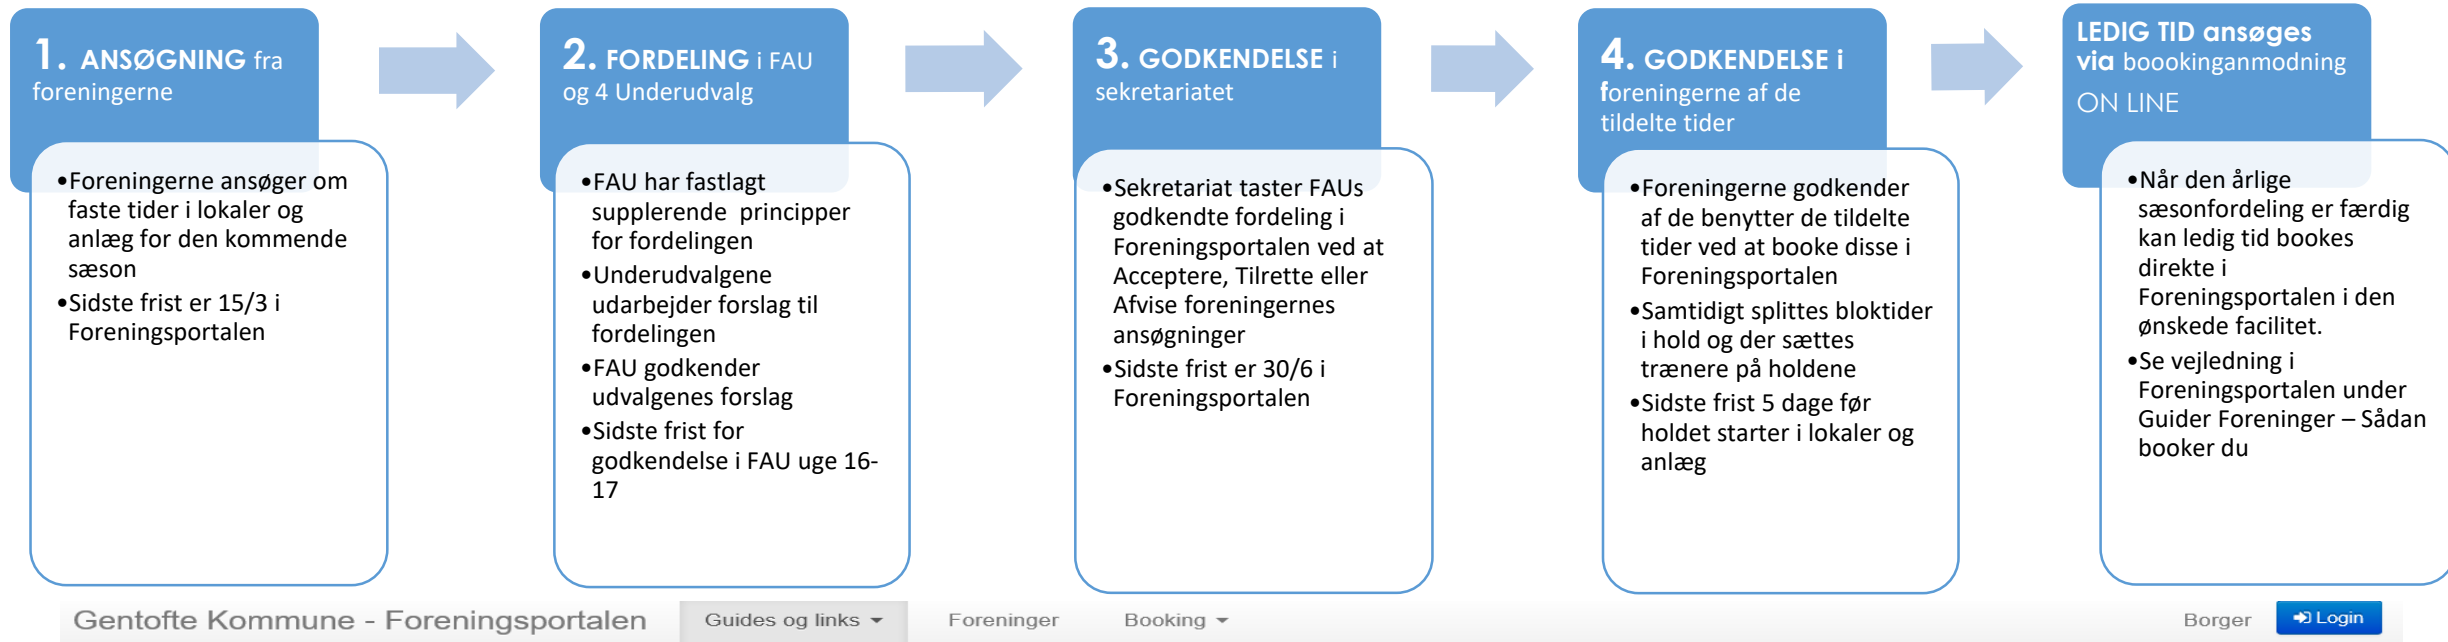 1. ANSØGNING fra
foreningerne
•Foreningerne ansøger om
faste tider i lokaler og
anlæg for den kommende
sæson
•Sidste frist er 15/3 i
Foreningsportalen
2. FORDELING i FAU
og 4 Underudvalg
•FAU har fastlagt
supplerende principper
for fordelingen
•Underudvalgene
udarbejder forslag til
fordelingen
•FAU godkender
udvalgenes forslag
•Sidste frist for
godkendelse i FAU uge 16-
17
3. GODKENDELSE i
sekretariatet
•Sekretariat taster FAUs
godkendte fordeling i
Foreningsportalen ved at
Acceptere, Tilrette eller
Afvise foreningernes
ansøgninger
•Sidste frist er 30/6 i
Foreningsportalen
4. GODKENDELSE i
foreningerne af de
tildelte tider
•Foreningerne godkender
af de benytter de tildelte
tider ved at booke disse i
Foreningsportalen
•Samtidigt splittes bloktider
i hold og der sættes
trænere på holdene
•Sidste frist 5 dage før
holdet starter i lokaler og
anlæg
LEDIG TID ansøges
via boookinganmodning
ON LINE
•Når den årlige
sæsonfordeling er færdig
kan ledig tid bookes
direkte i
Foreningsportalen i den
ønskede facilitet.
•Se vejledning i
Foreningsportalen under
Guider Foreninger – Sådan
booker du
Gentofte Kommune - Foreningsportalen Guides og links Foreninger Booking Borger Login